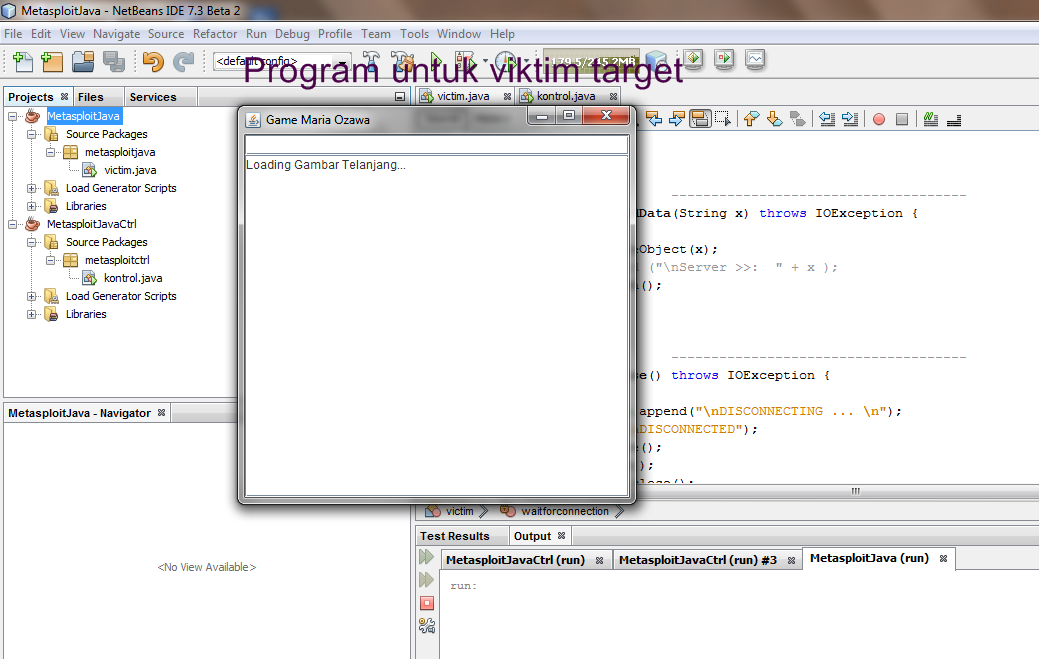 MetasploitJava - NetBeans IDE 7.3 Beta 2
File Edit View Navigate Source Refactor Run Debug Profile Team Tools Window Help
<default config>
179.5/245.2MB
Program untuk viktim target
Projects Files Services
victim.java kontrol.java
MetasploitJava
Source Packages
metasploitjava
victim.java
Load Generator Scripts
Libraries
MetasploitJavaCtrl
Source Packages
metasploitctrl
kontrol.java
Load Generator Scripts
Libraries
Game Maria Ozawa
Loading Gambar Telanjang...
-------------------------------------
Data(String x) throws IOException {
Object(x);
("\nServer >>:  " + x );
();
-------------------------------------
e() throws IOException {
append("\nDISCONNECTING ... \n");
DISCONNECTED");
e();
);
close();
MetasploitJava - Navigator
<No View Available>
victim waitforconnection
Test Results Output
MetasploitJavaCtrl (run) MetasploitJavaCtrl (run) #3 MetasploitJava (run)
run: